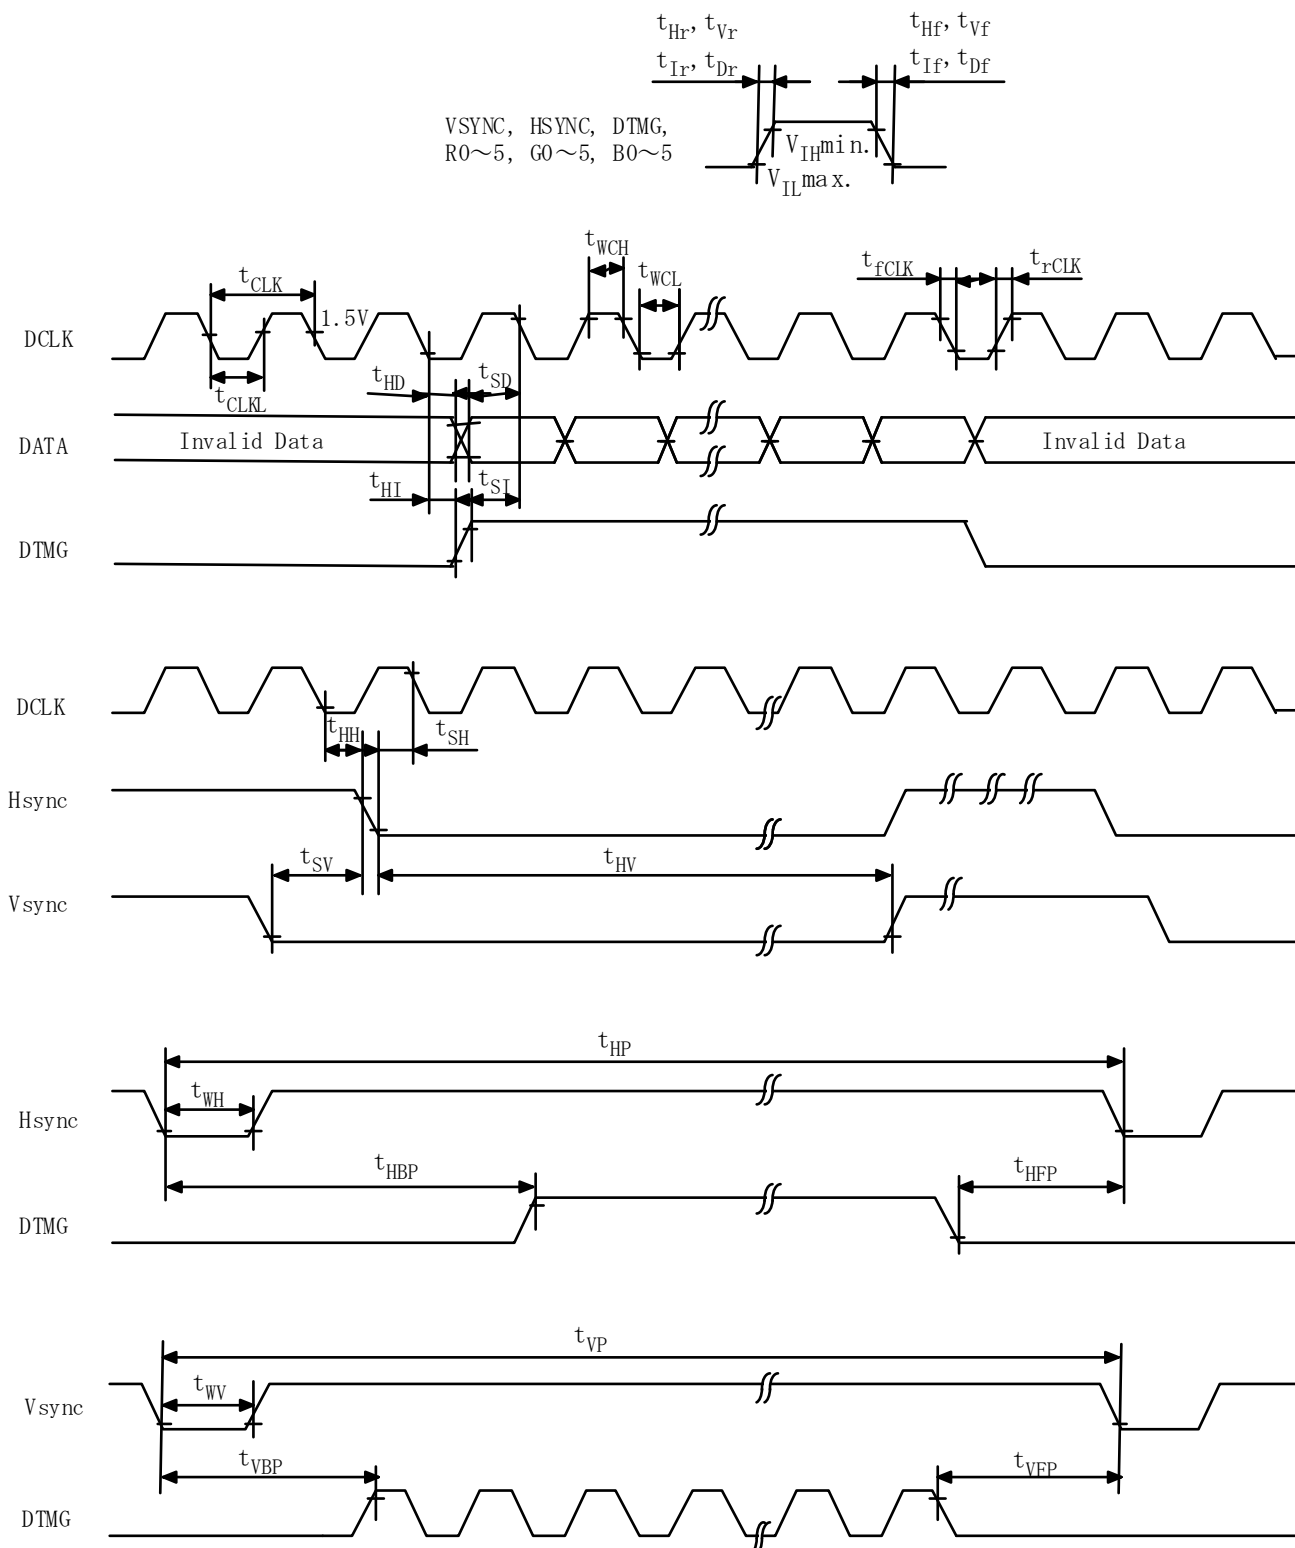 tHr, tVr
tHf, tVf
tIr, tDr
tIf, tDf
VSYNC, HSYNC, DTMG,
R0～5, G0～5, B0～5
VIHmin.
VILmax.
tWCH
tCLK
tWCL
tfCLK
trCLK
1.5V
DCLK
tHD
tSD
tCLKL
DATA
Invalid Data
Invalid Data
tHI
tSI
DTMG
DCLK
tHH
tSH
Hsync
tSV
tHV
Vsync
tHP
tWH
Hsync
tHBP
tHFP
DTMG
tVP
tWV
Vsync
tVBP
tVFP
DTMG